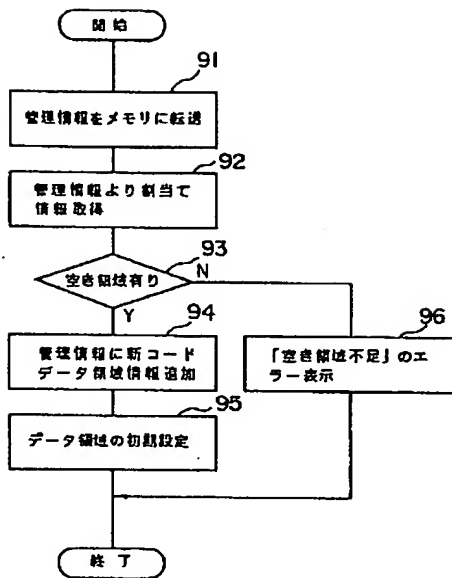 開始
91
管理情報をメモリに転送
92
管理情報より割当て
情報取得
93
空き領域有り
N
Y
94
管理情報に新コード
データ領域情報追加
96
「空き領域不足」のエ
ラー表示
95
データ領域の初期設定
終了